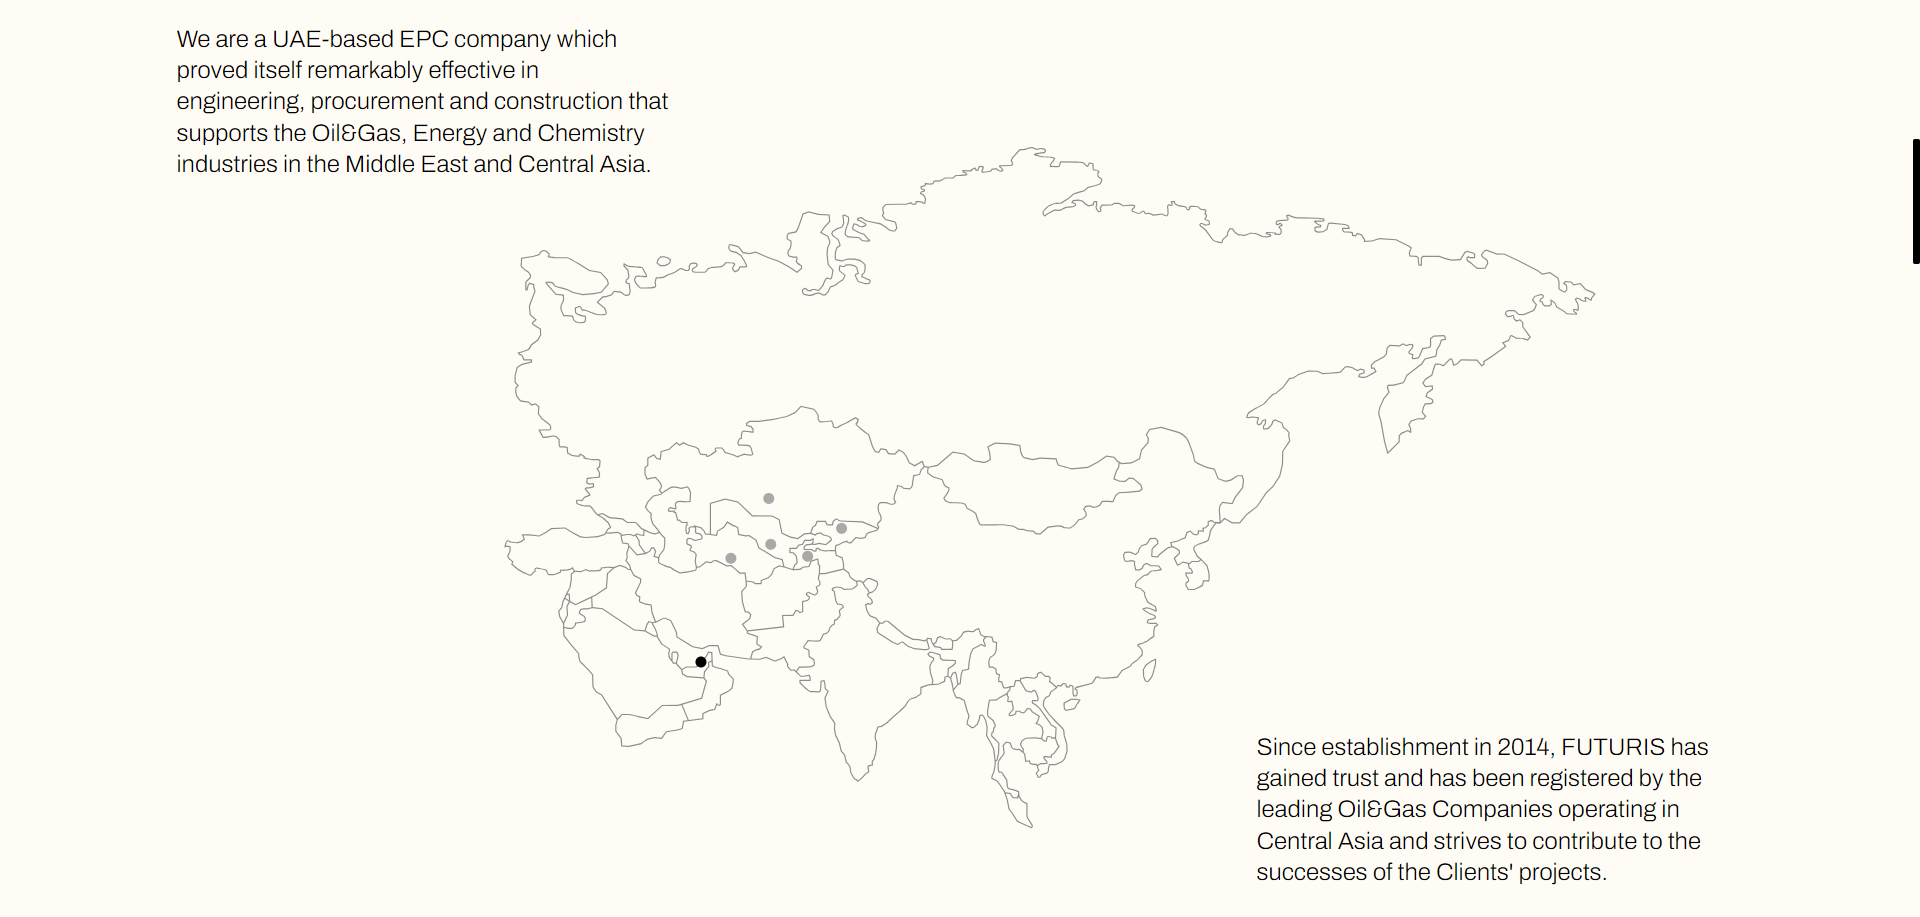 We are a UAE-based EPC company which
proved itself remarkably effective in
engineering, procurement and construction that
supports the Oil&Gas, Energy and Chemistry
industries in the Middle East and Central Asia.
Since establishment in 2014, FUTURIS has
gained trust and has been registered by the
leading Oil&Gas Companies operating in
Central Asia and strives to contribute to the
successes of the Clients' projects.